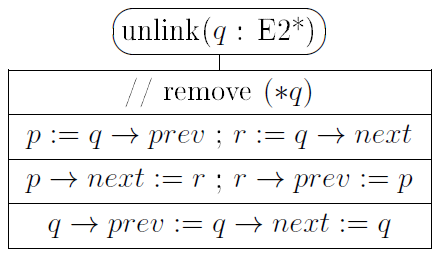 unlink(q : E2*)
// remove (*q)
p := q → prev ; r := q → next
p → next := r ; r → prev := p
q → prev := q → next := q